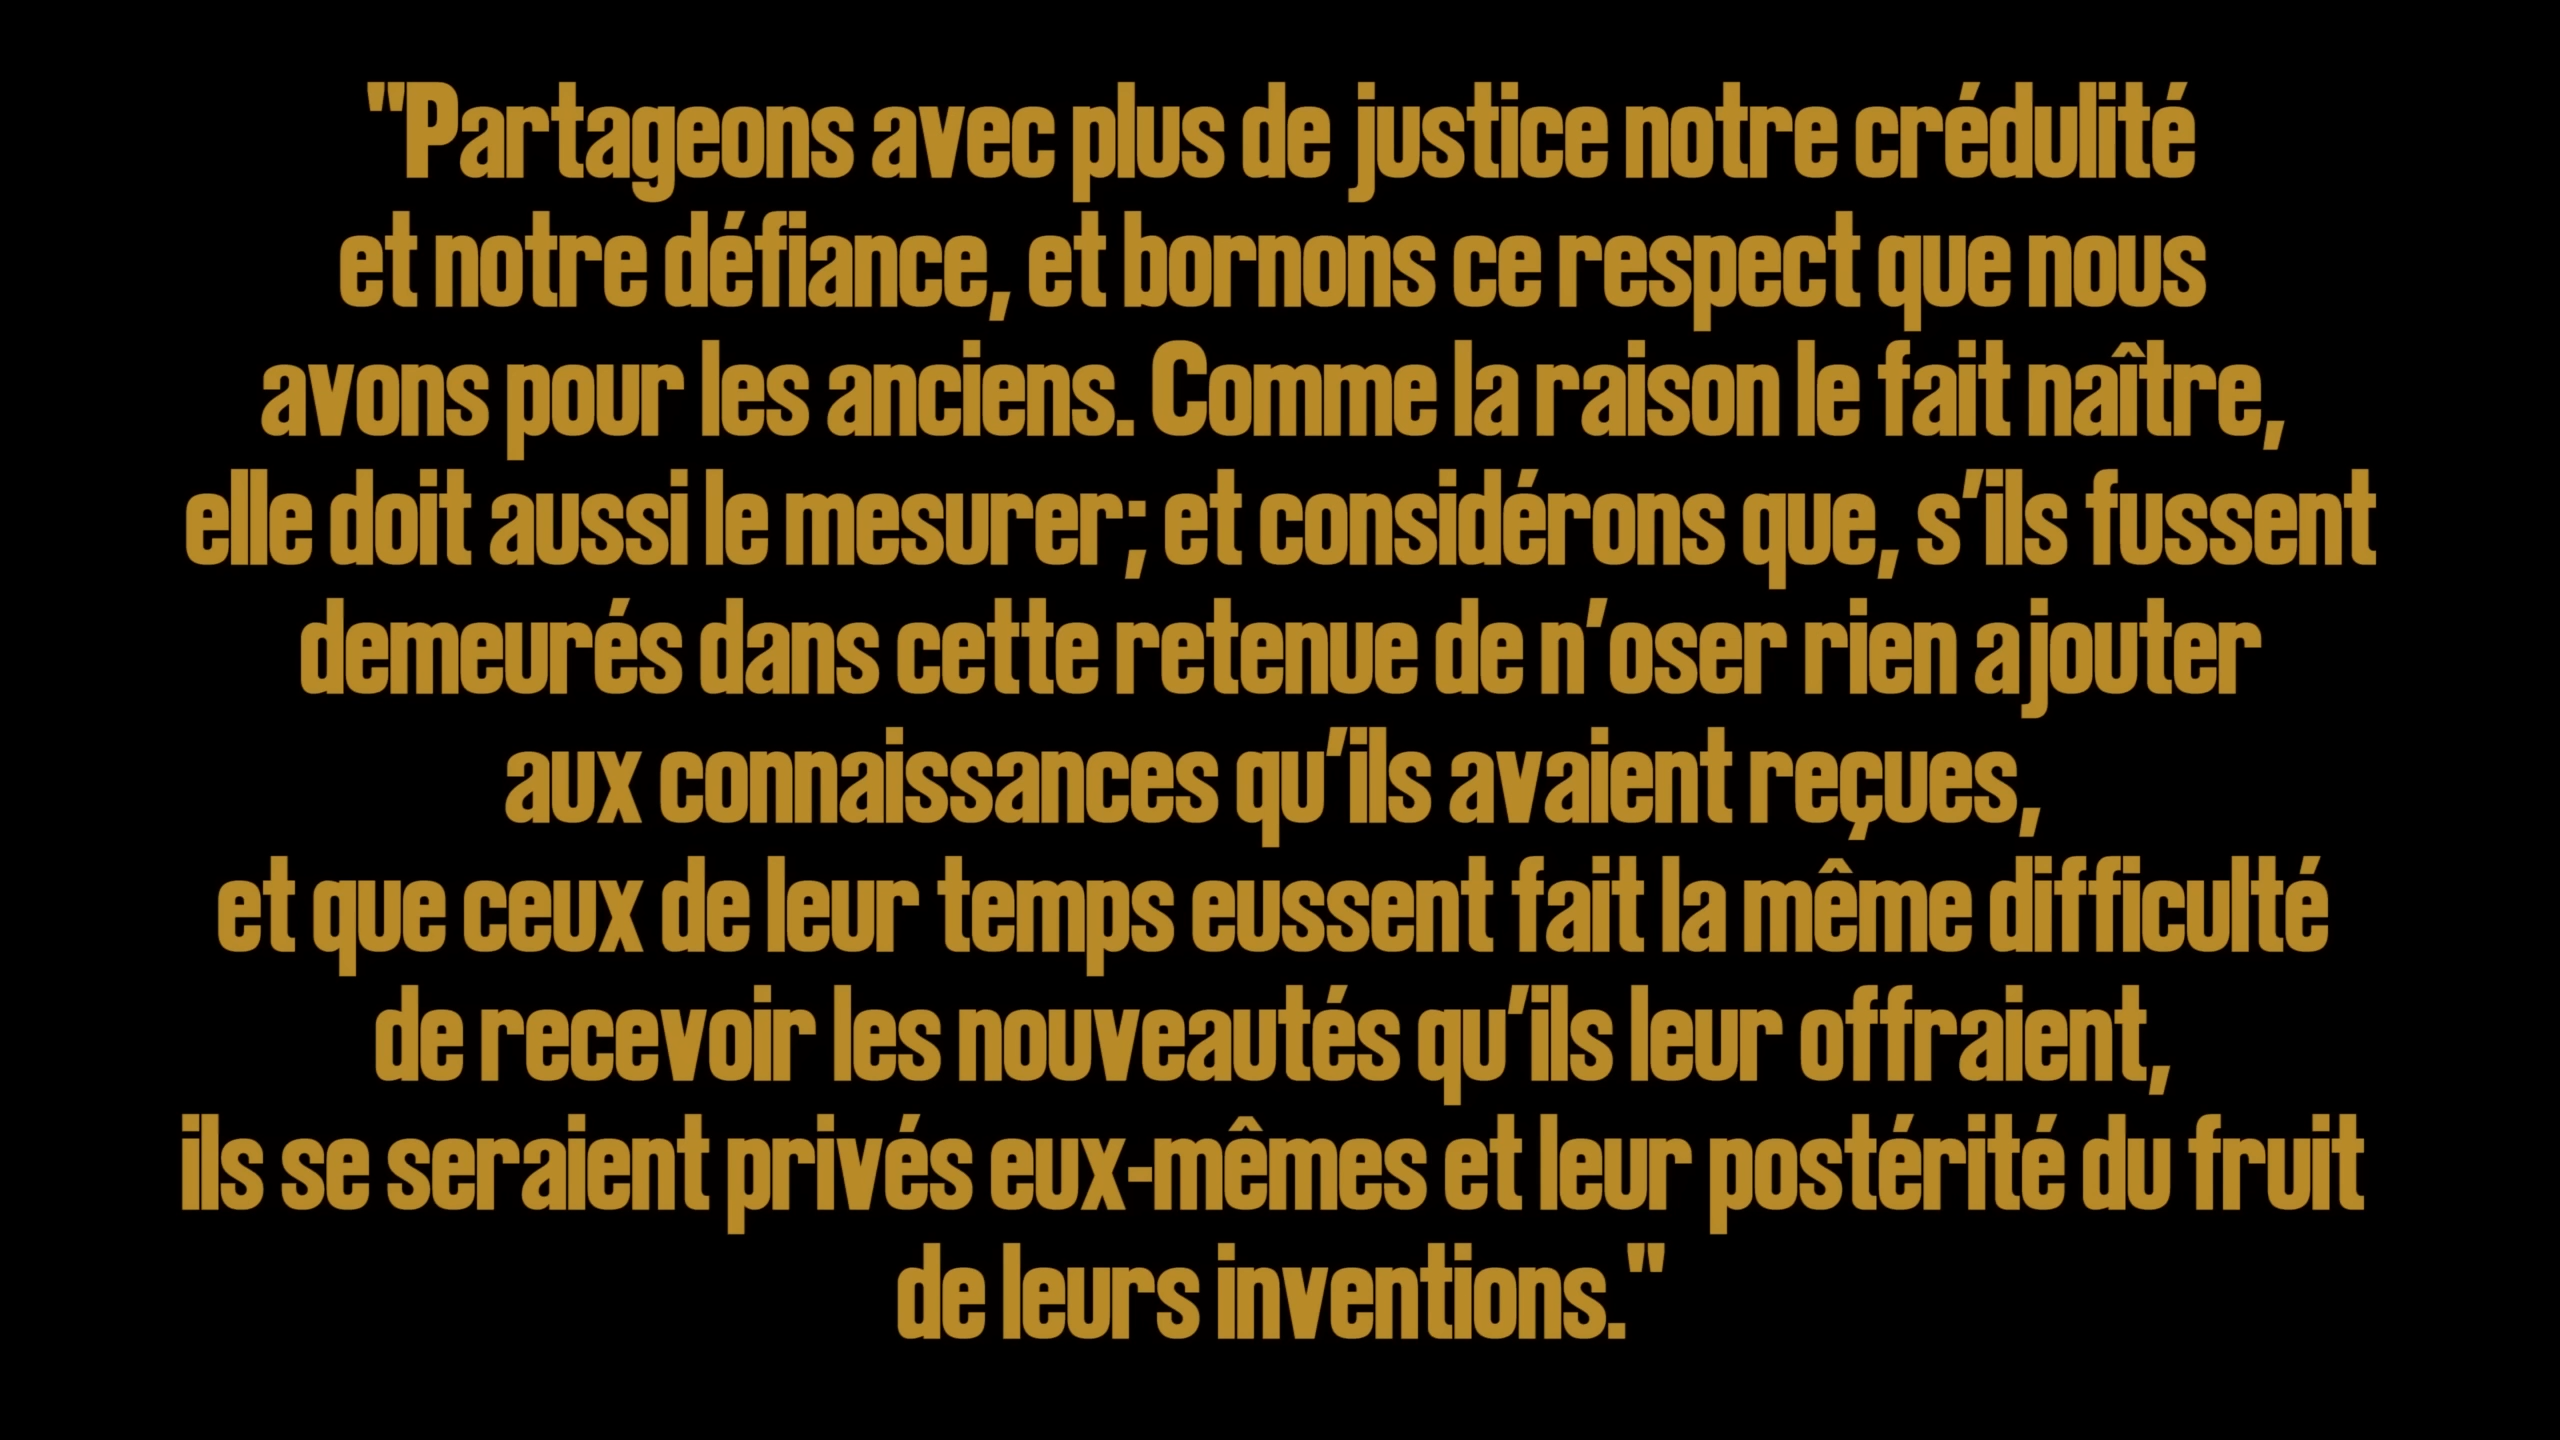 "Partageons avec plus de justice notre crédulité
et notre défiance, et bornons ce respect que nous
avons pour les anciens. Comme la raison le fait naître,
elle doit aussi le mesurer; et considérons que, s’ils fussent
demeurés dans cette retenue de n’oser rien ajouter
aux connaissances qu’ils avaient reçues,
et que ceux de leur temps eussent fait la même difficulté
de recevoir les nouveautés qu’ils leur offraient,
ils se seraient privés eux-mêmes et leur postérité du fruit
de leurs inventions."